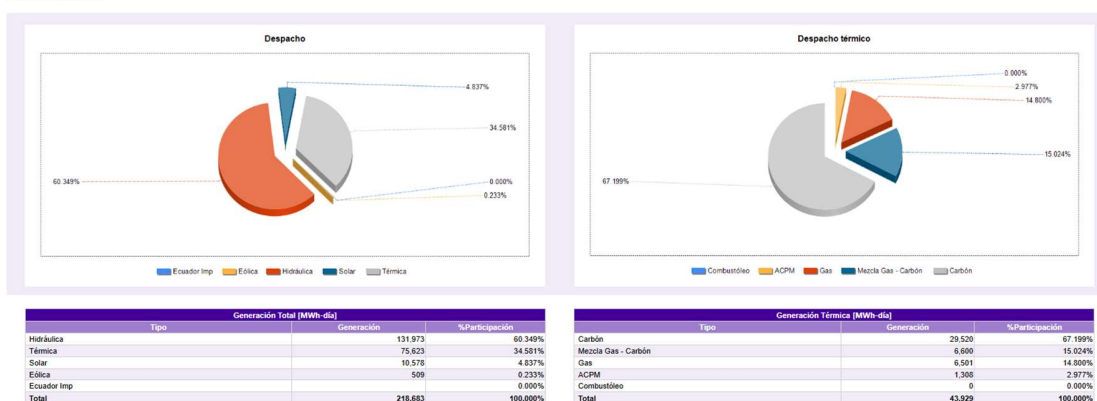 Despacho
4.837%
34.581%
0.000%
0.233%
60.349%
Ecuador Imp Eólica Hidráulica Solar Térmica
Despacho térmico
0.000%
2.977%
14.800%
15.024%
67.199%
Combustóleo ACPM Gas Mezcla Gas - Carbón Carbón
Generación Total [MWh-día]
Tipo Generación %Participación
Hidráulica 131,973 60.349%
Térmica 75,623 34.581%
Solar 10,578 4.837%
Eólica 509 0.233%
Ecuador Imp 0.000%
Total 218,683 100.000%
Generación Térmica [MWh-día]
Tipo Generación %Participación
Carbón 29,520 67.199%
Mezcla Gas - Carbón 6,600 15.024%
Gas 6,501 14.800%
ACPM 1,308 2.977%
Combustóleo 0 0.000%
Total 43,929 100.000%